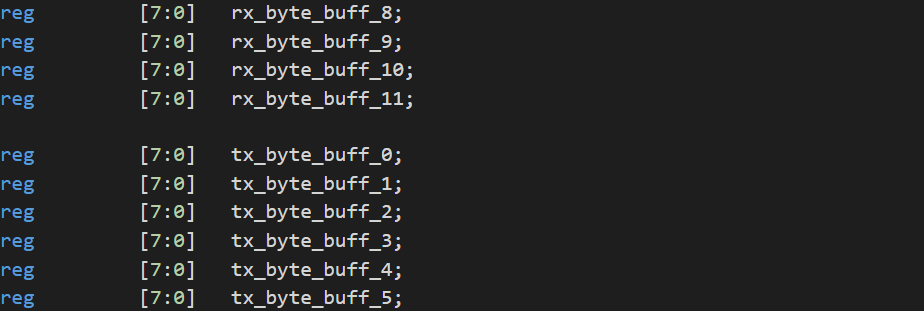 reg [7:0] rx_byte_buff_8;
reg [7:0] rx_byte_buff_9;
reg [7:0] rx_byte_buff_10;
reg [7:0] rx_byte_buff_11;
reg [7:0] tx_byte_buff_0;
reg [7:0] tx_byte_buff_1;
reg [7:0] tx_byte_buff_2;
reg [7:0] tx_byte_buff_3;
reg [7:0] tx_byte_buff_4;
reg [7:0] tx_byte_buff_5;